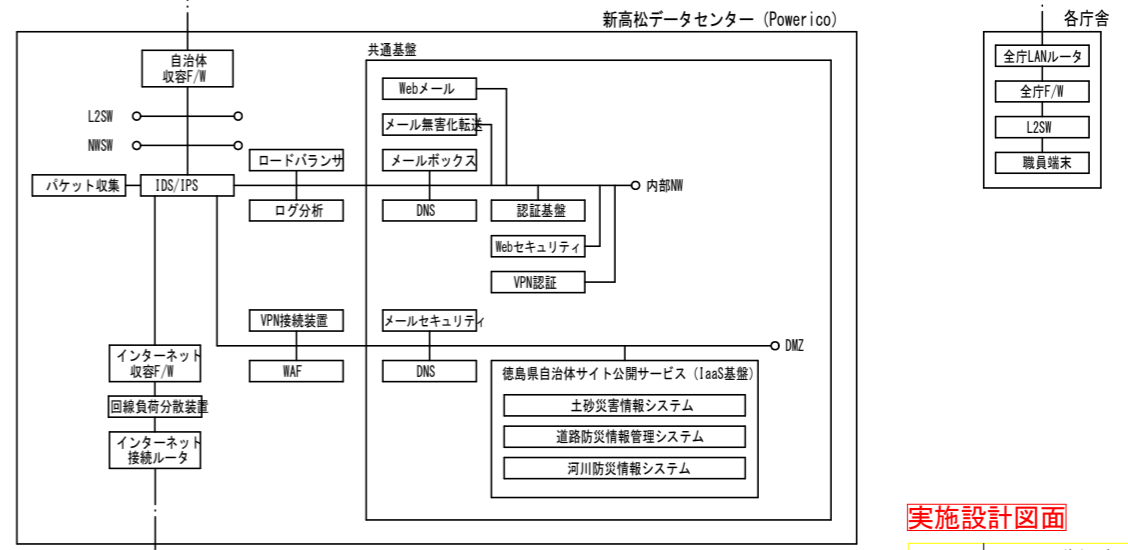 新高松データセンター (Powerico)
各庁舎
共通基盤
自治体
収容F/W
全庁LANルータ
全庁F/W
L2SW
職員端末
Webメール
メール無害化転送
L2SW
NWSW
ロードバランサ
メールボックス
パケット収集
IDS/IPS
内部NW
ログ分析
DNS
認証基盤
Webセキュリティ
VPN認証
VPN接続装置
メールセキュリティ
DMZ
インターネット
収容F/W
WAF
DNS
徳島県自治体サイト公開サービス (IaaS基盤)
土砂災害情報システム
回線負荷分散装置
道路防災情報管理システム
インターネット
接続ルータ
河川防災情報システム
実施設計図面